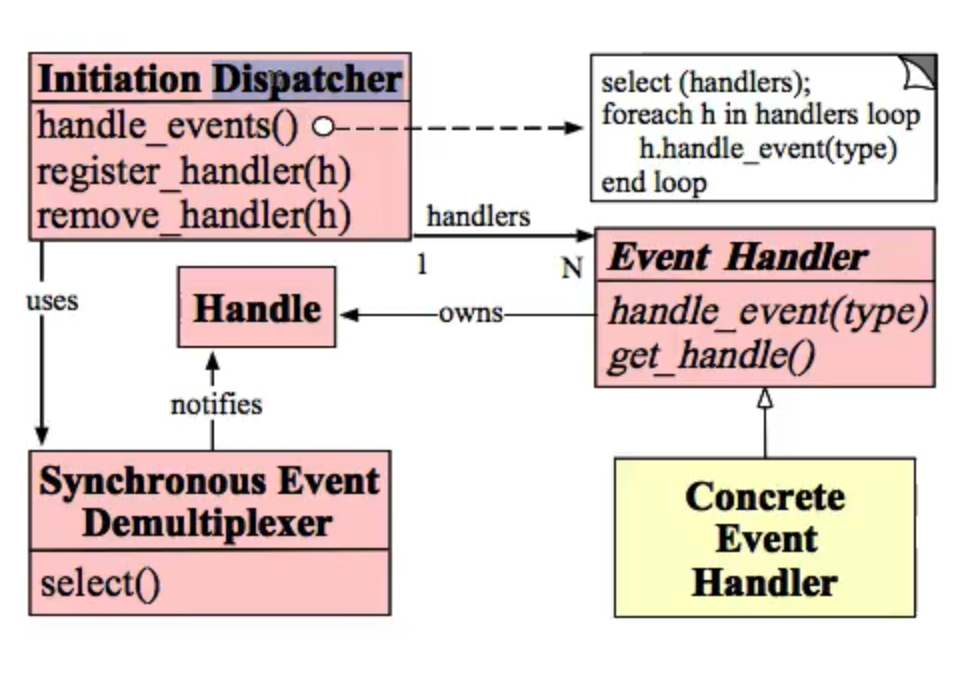 Initiation Dispatcher
handle_events()
register_handler(h)
remove_handler(h)
select (handlers);
foreach h in handlers loop
h.handle_event(type)
end loop
handlers
1
N
Event Handler
handle_event(type)
get_handle()
uses
Handle
owns
notifies
Synchronous Event
Demultiplexer
select()
Concrete
Event
Handler